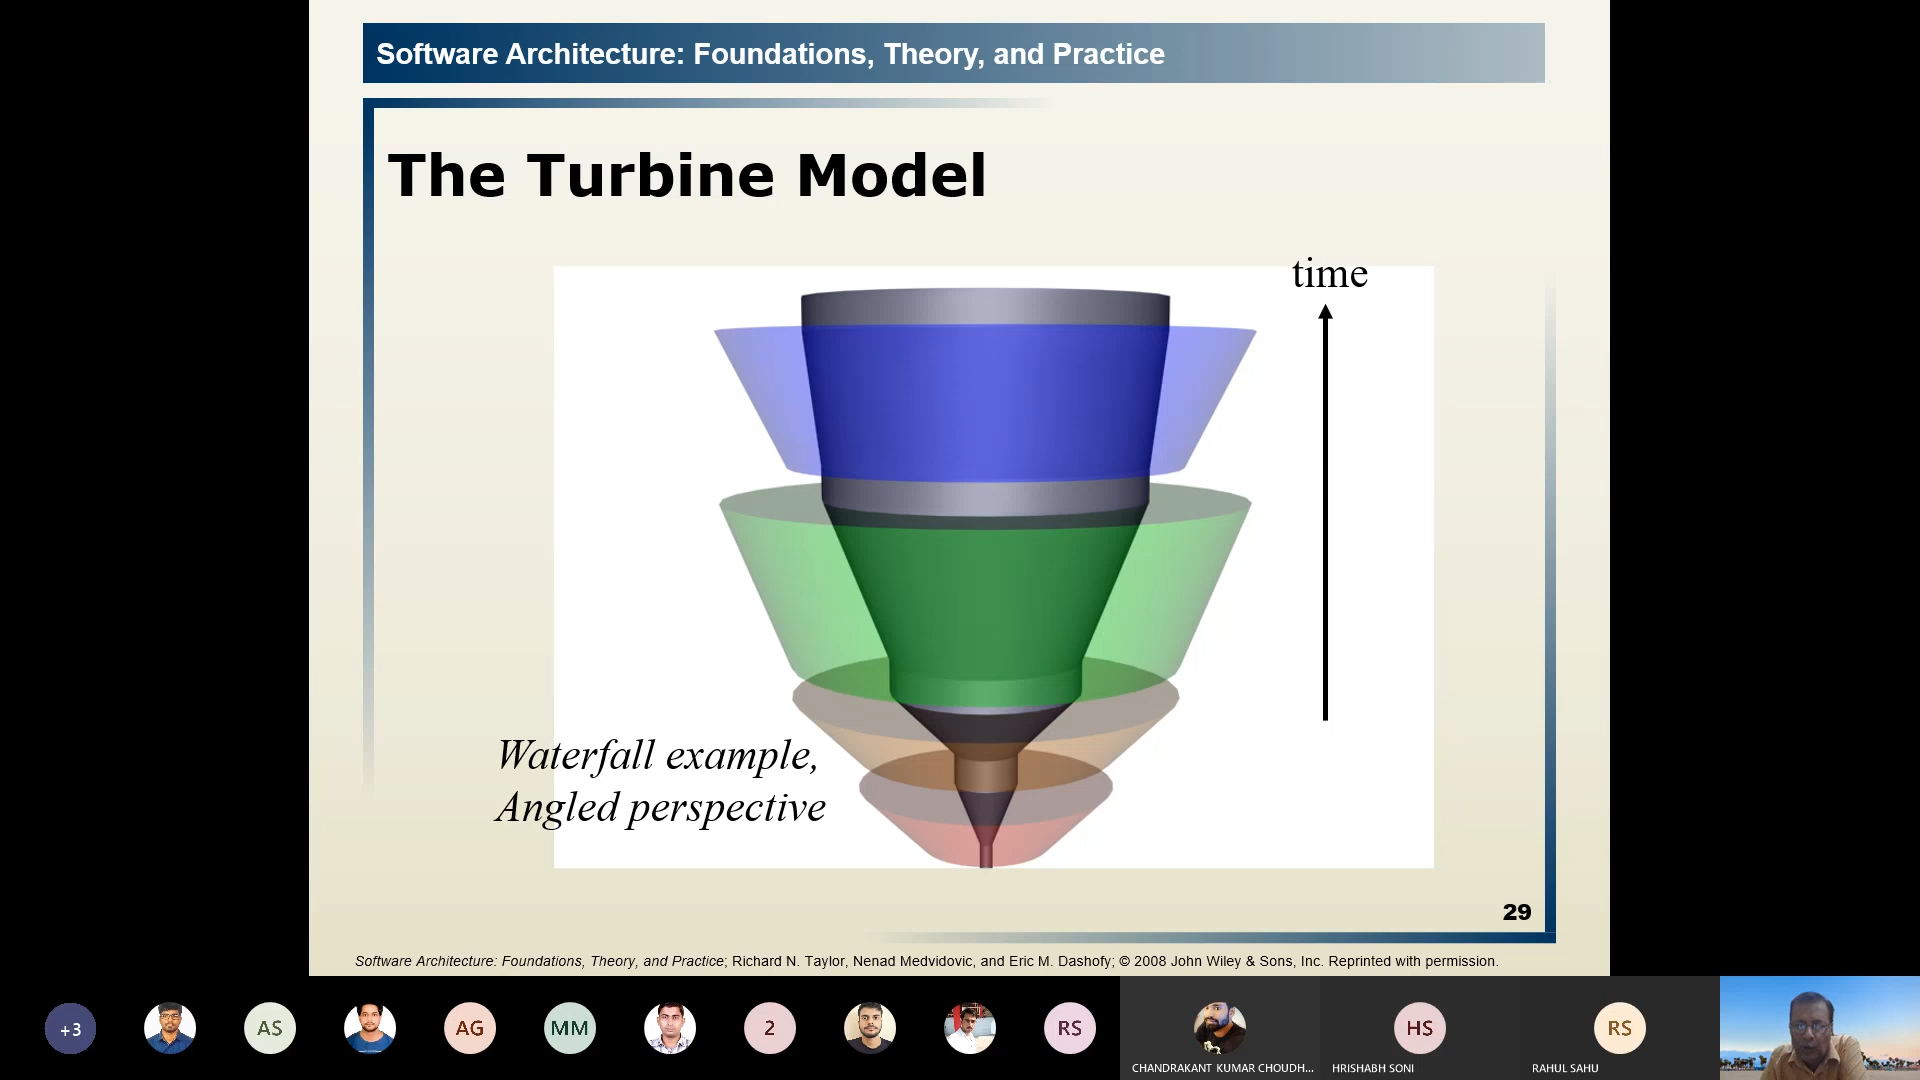 Software Architecture: Foundations, Theory, and Practice
The Turbine Model
time
Waterfall example,
Angled perspective
29
Software Architecture: Foundations, Theory, and Practice; Richard N. Taylor, Nenad Medvidovic, and Eric M. Dashofy; © 2008 John Wiley & Sons, Inc. Reprinted with permission.
+3
AS
AG
MM
2
RS
HS
RS
CHANDRAKANT KUMAR CHOUDH...
HRISHABH SONI
RAHUL SAHU